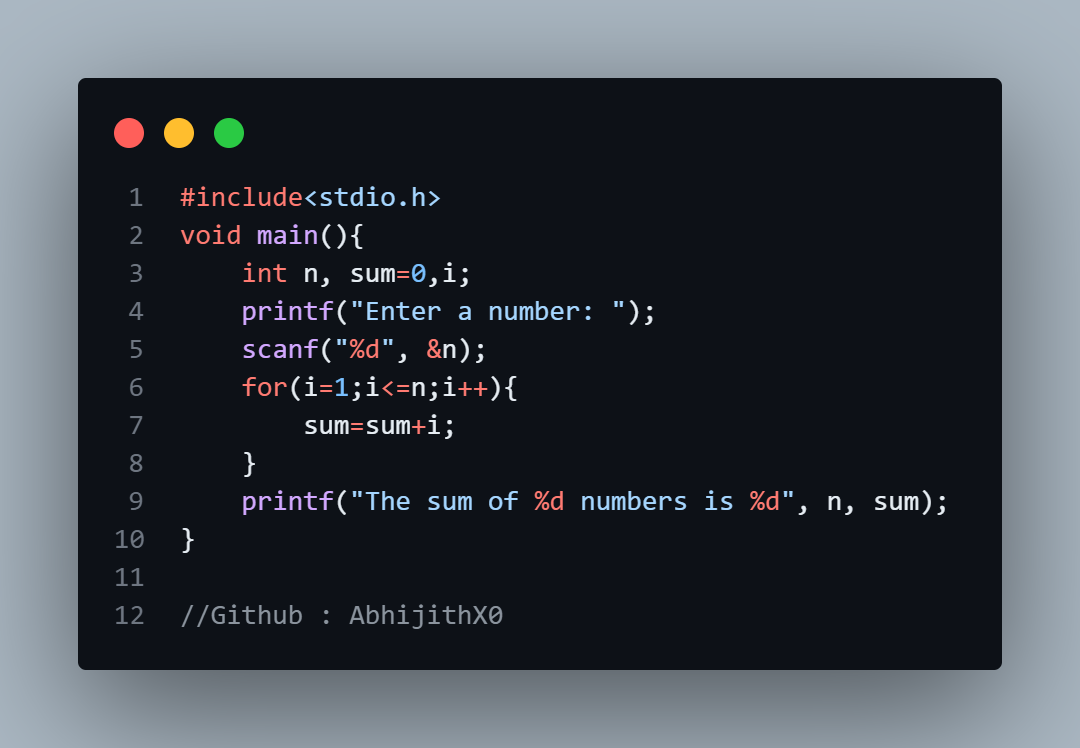 1 #include<stdio.h>
2 void main(){
3     int n, sum=0,i;
4     printf("Enter a number: ");
5     scanf("%d", &n);
6     for(i=1;i<=n;i++){
7         sum=sum+i;
8     }
9     printf("The sum of %d numbers is %d", n, sum);
10 }
11
12 //Github : AbhijithX0